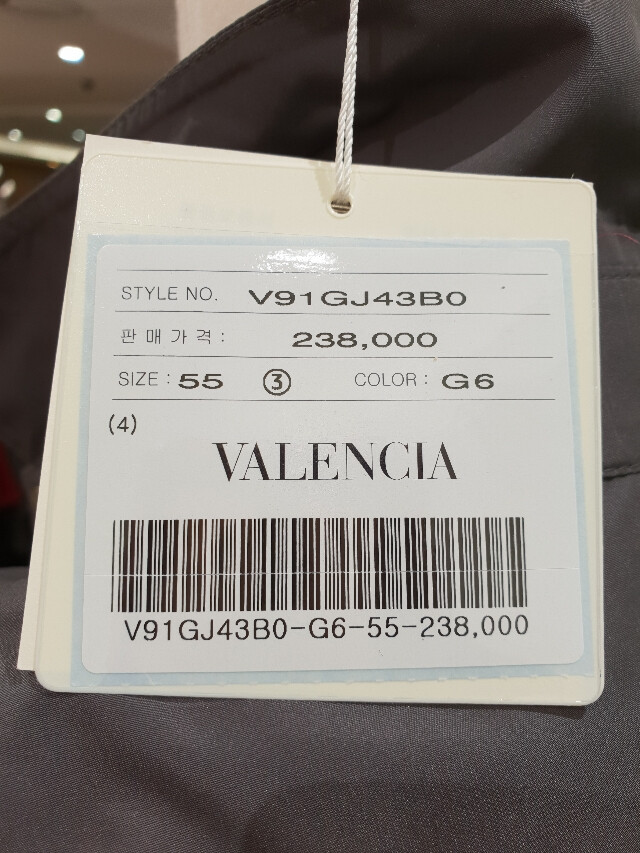 STYLE NO. V91GJ43B0
판매가격 : 238,000
SIZE : 55 ③ COLOR : G6
(4)
VALENCIA
V91GJ43B0-G6-55-238,000